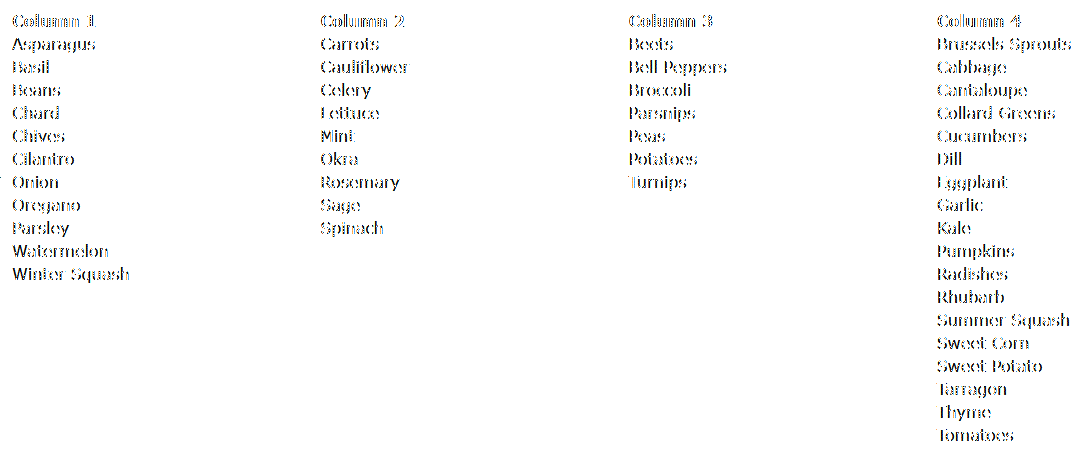 Column 1
Asparagus
Basil
Beans
Chard
Chives
Cilantro
Onion
Oregano
Parsley
Watermelon
Winter Squash
Column 2
Carrots
Cauliflower
Celery
Lettuce
Mint
Okra
Rosemary
Sage
Spinach
Column 3
Beets
Bell Peppers
Broccoli
Parsnips
Peas
Potatoes
Turnips
Column 4
Brussels Sprouts
Cabbage
Cantaloupe
Collard Greens
Cucumbers
Dill
Eggplant
Garlic
Kale
Pumpkins
Radishes
Rhubarb
Summer Squash
Sweet Corn
Sweet Potato
Tarragon
Thyme
Tomatoes